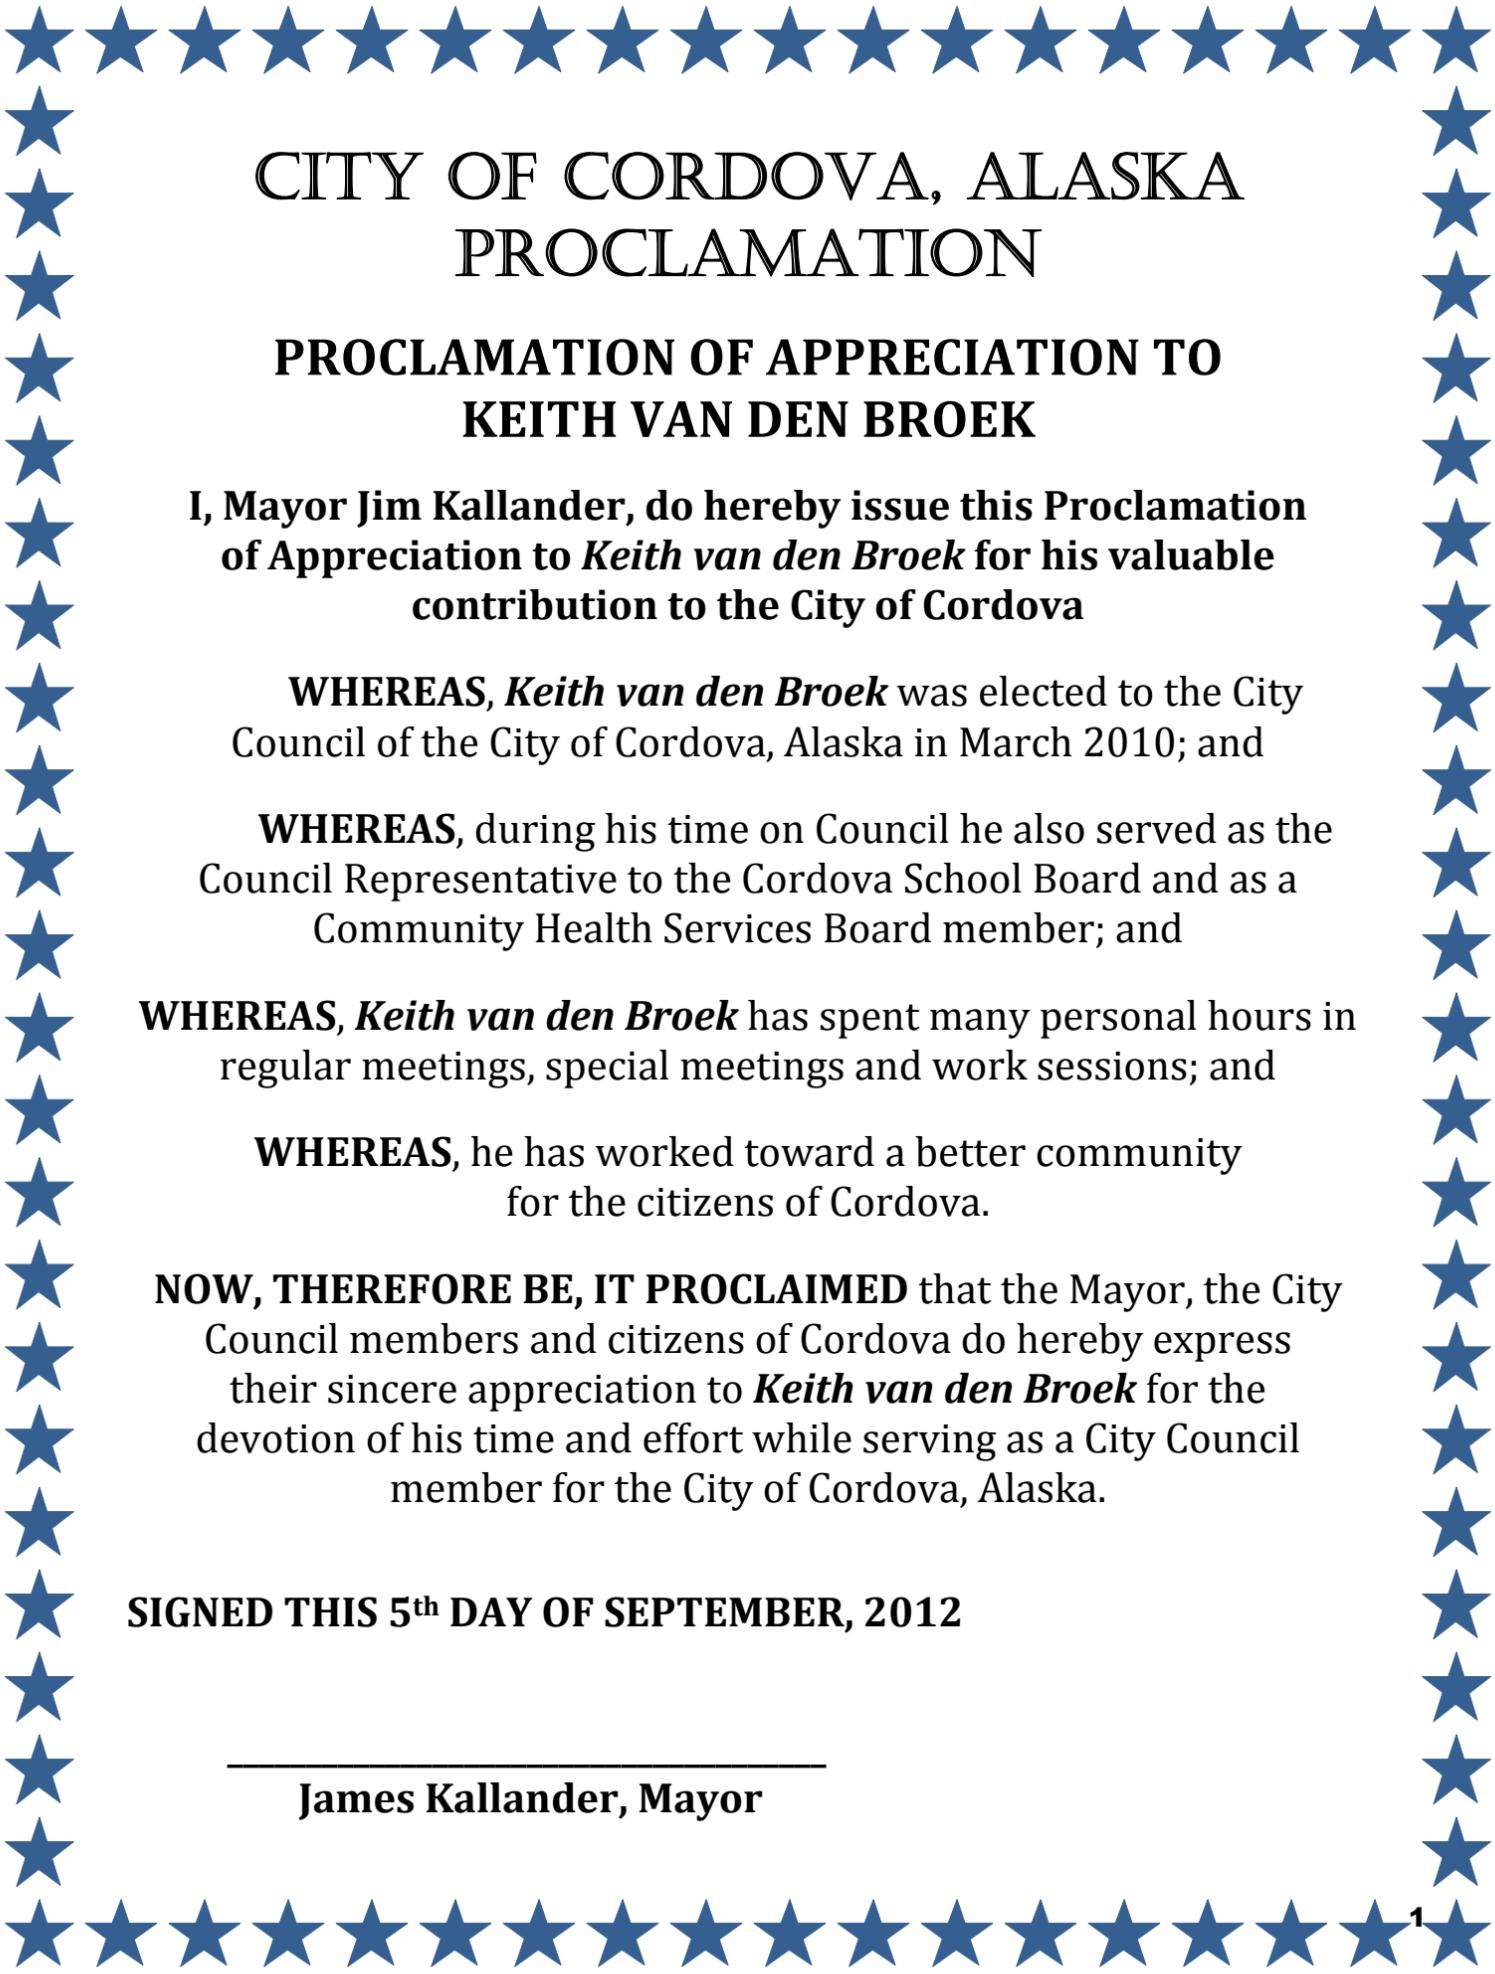 CITY OF CORDOVA, ALASKA
PROCLAMATION
PROCLAMATION OF APPRECIATION TO
KEITH VAN DEN BROEK
I, Mayor Jim Kallander, do hereby issue this Proclamation
of Appreciation to Keith van den Broek for his valuable
contribution to the City of Cordova
WHEREAS, Keith van den Broek was elected to the City
Council of the City of Cordova, Alaska in March 2010; and
WHEREAS, during his time on Council he also served as the
Council Representative to the Cordova School Board and as a
Community Health Services Board member; and
WHEREAS, Keith van den Broek has spent many personal hours in
regular meetings, special meetings and work sessions; and
WHEREAS, he has worked toward a better community
for the citizens of Cordova.
NOW, THEREFORE BE, IT PROCLAIMED that the Mayor, the City
Council members and citizens of Cordova do hereby express
their sincere appreciation to Keith van den Broek for the
devotion of his time and effort while serving as a City Council
member for the City of Cordova, Alaska.
SIGNED THIS 5th DAY OF SEPTEMBER, 2012
James Kallander, Mayor
1